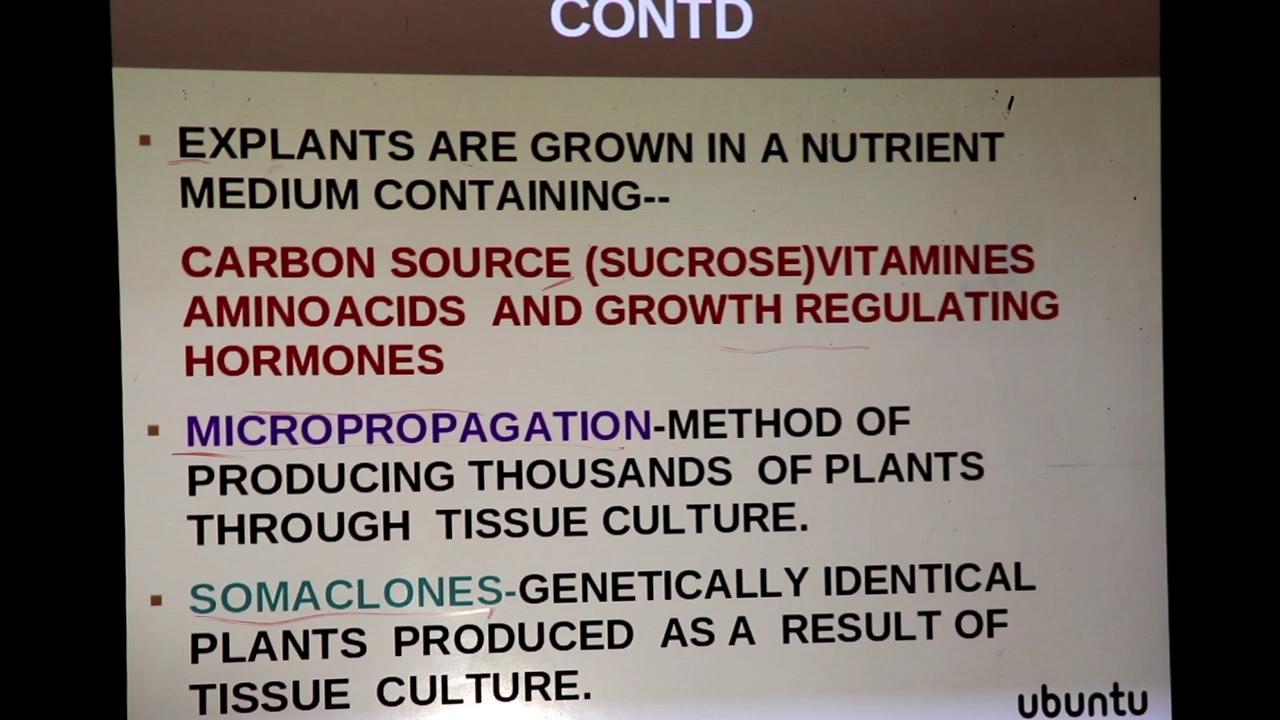 CONTD
EXPLANTS ARE GROWN IN A NUTRIENT
MEDIUM CONTAINING--
CARBON SOURCE (SUCROSE)VITAMINES
AMINOACIDS AND GROWTH REGULATING
HORMONES
MICROPROPAGATION-METHOD OF
PRODUCING THOUSANDS OF PLANTS
THROUGH TISSUE CULTURE.
SOMACLONES-GENETICALLY IDENTICAL
PLANTS PRODUCED AS A RESULT OF
TISSUE CULTURE.
ubuntu